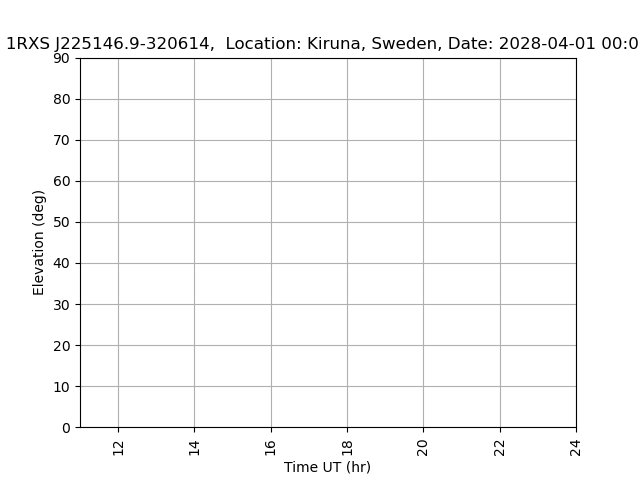 1RXS J225146.9-320614,  Location: Kiruna, Sweden, Date: 2028-04-01 00:0
90
80
70
60
50
40
30
20
10
0
Elevation (deg)
12 14 16 18 20 22 24
Time UT (hr)